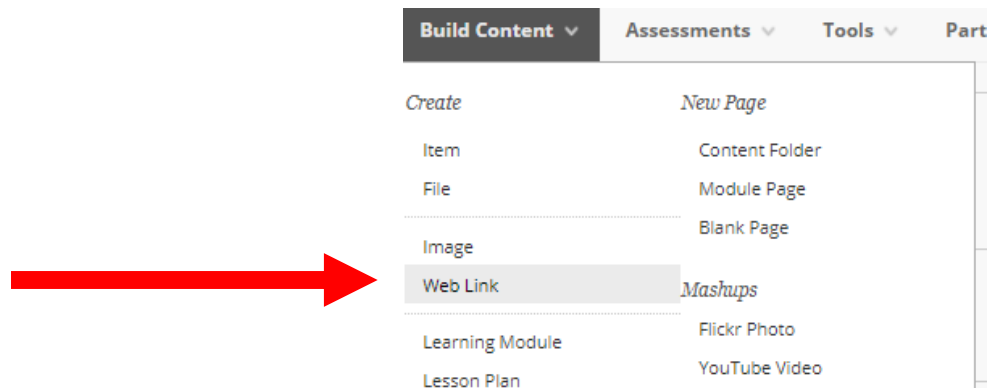 Build Content Assessments Tools Part
Create
Item
File
Image
Web Link
Learning Module
Lesson Plan
New Page
Content Folder
Module Page
Blank Page
Mashups
Flickr Photo
YouTube Video